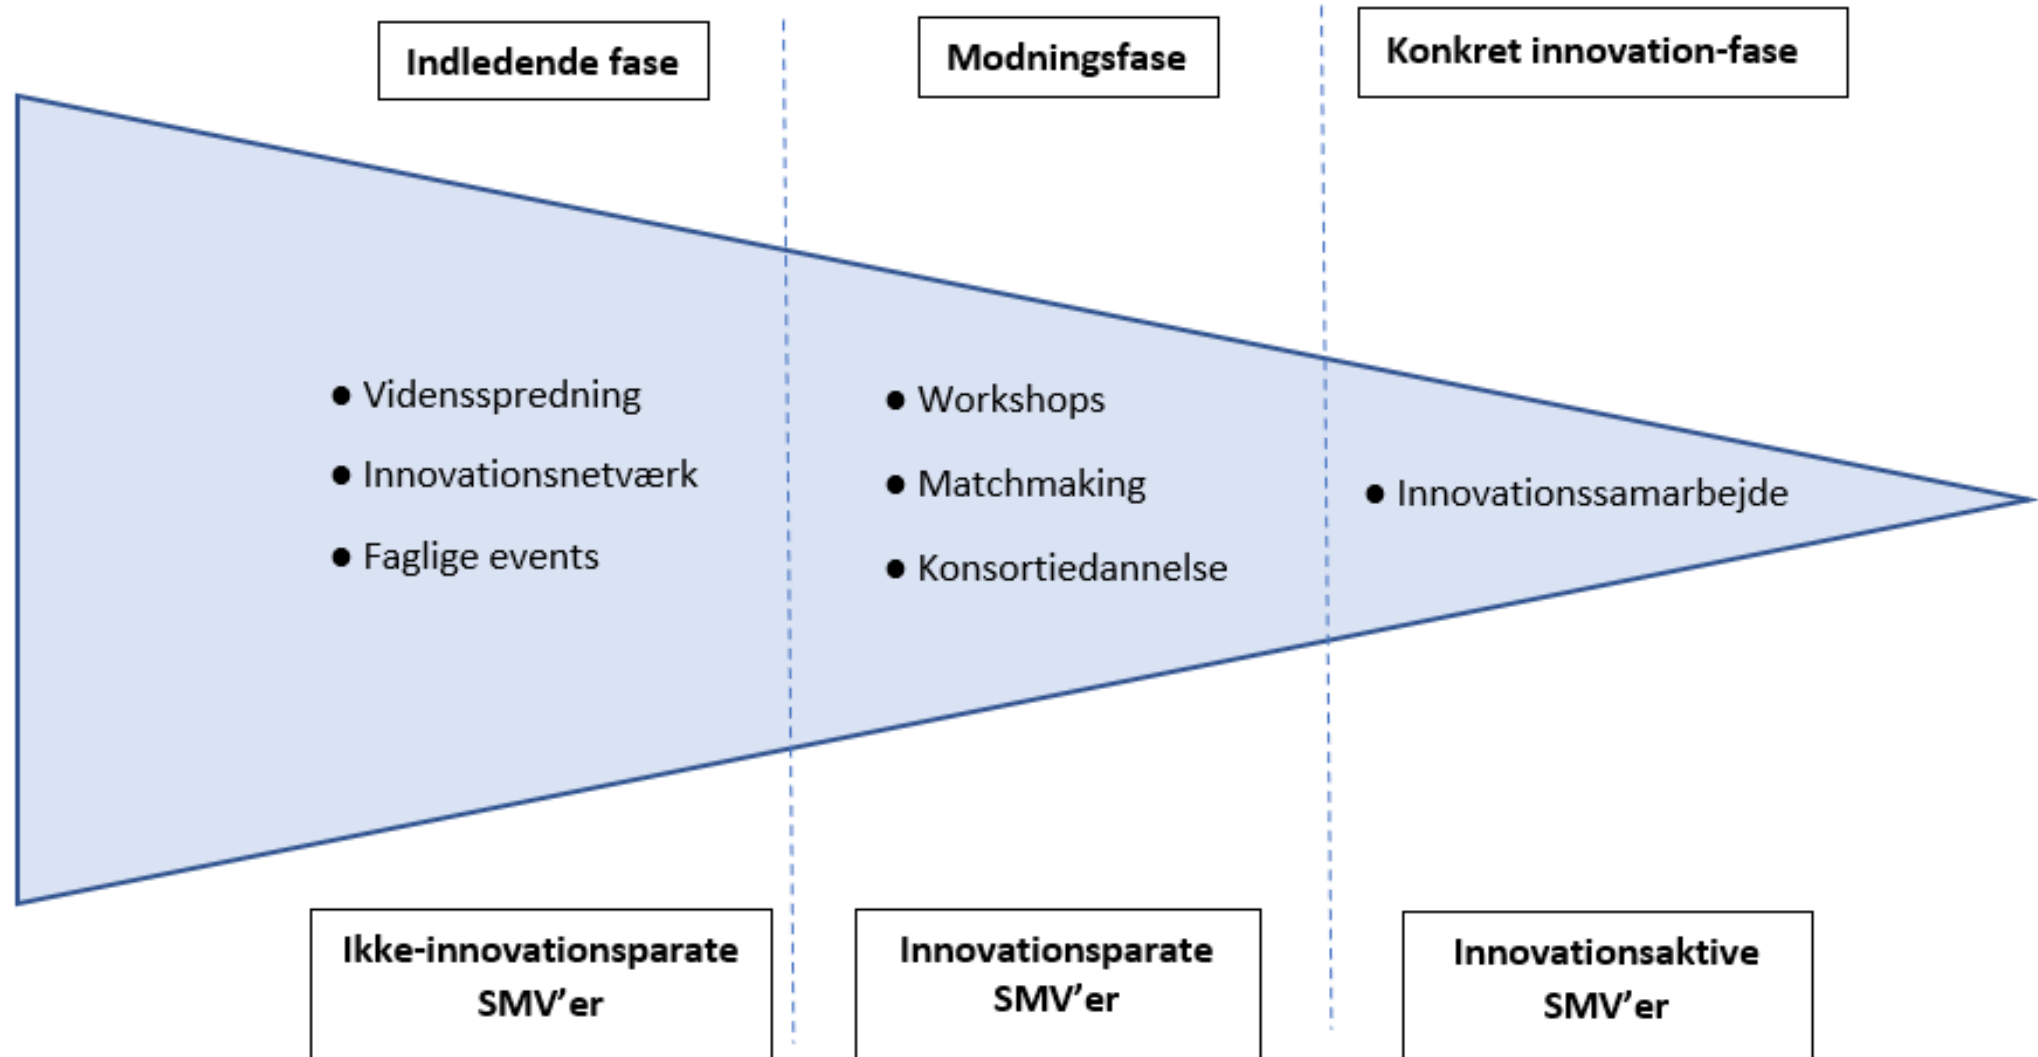 Indledende fase
Modningsfase
Konkret innovation-fase
● Vidensspredning
● Innovationsnetværk
● Faglige events
● Workshops
● Matchmaking
● Konsortiedannelse
● Innovationssamarbejde
Ikke-innovationsparate
SMV’er
Innovationsparate
SMV’er
Innovationsaktive
SMV’er